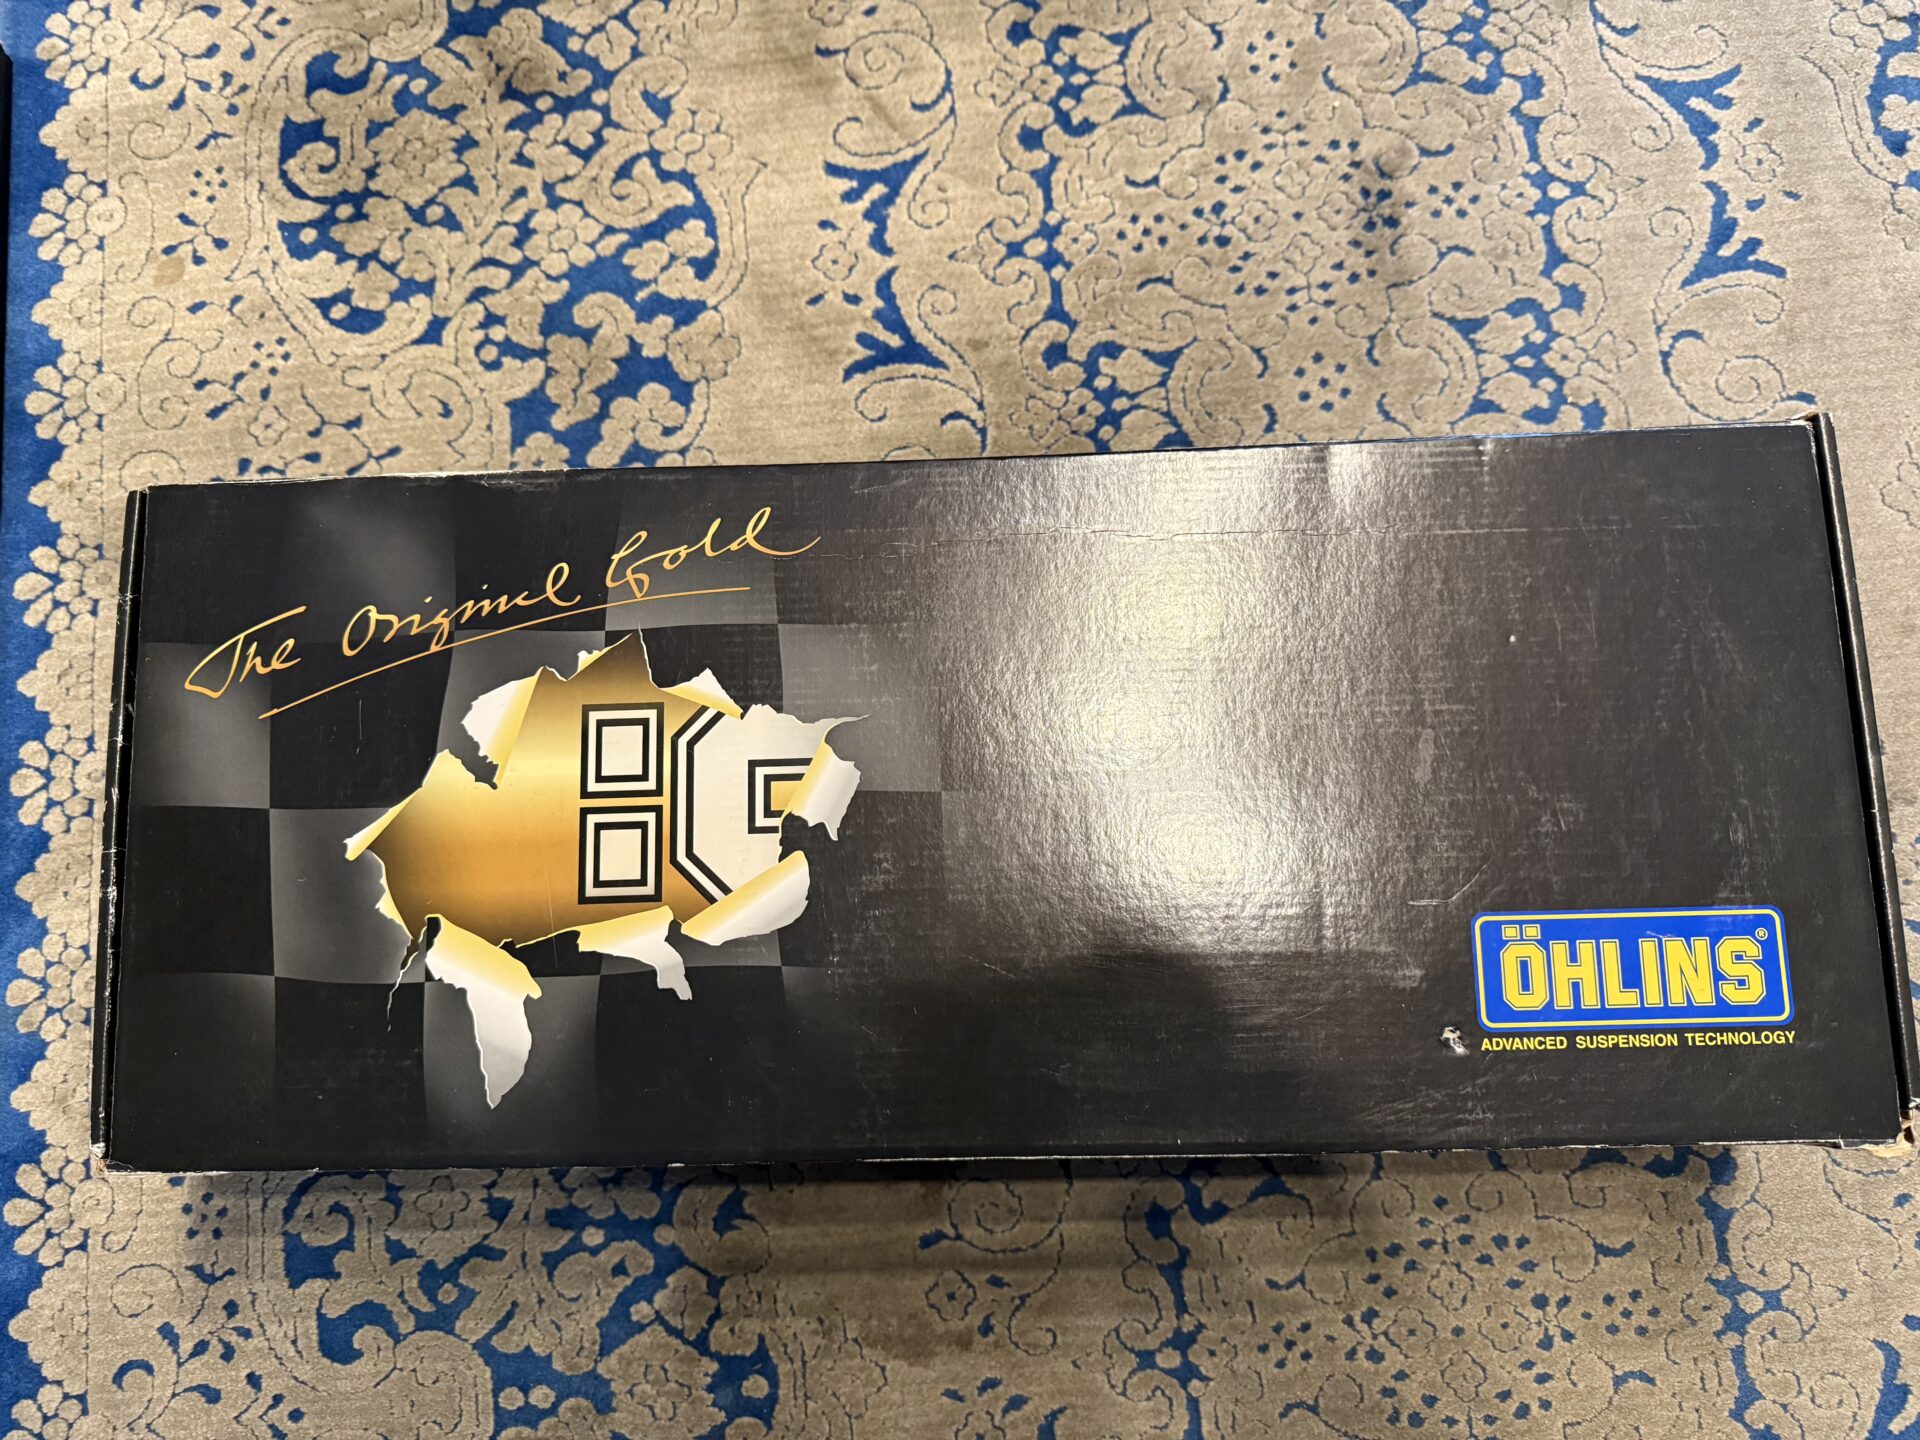 The Original Gold
ÖHLINS®
ADVANCED SUSPENSION TECHNOLOGY